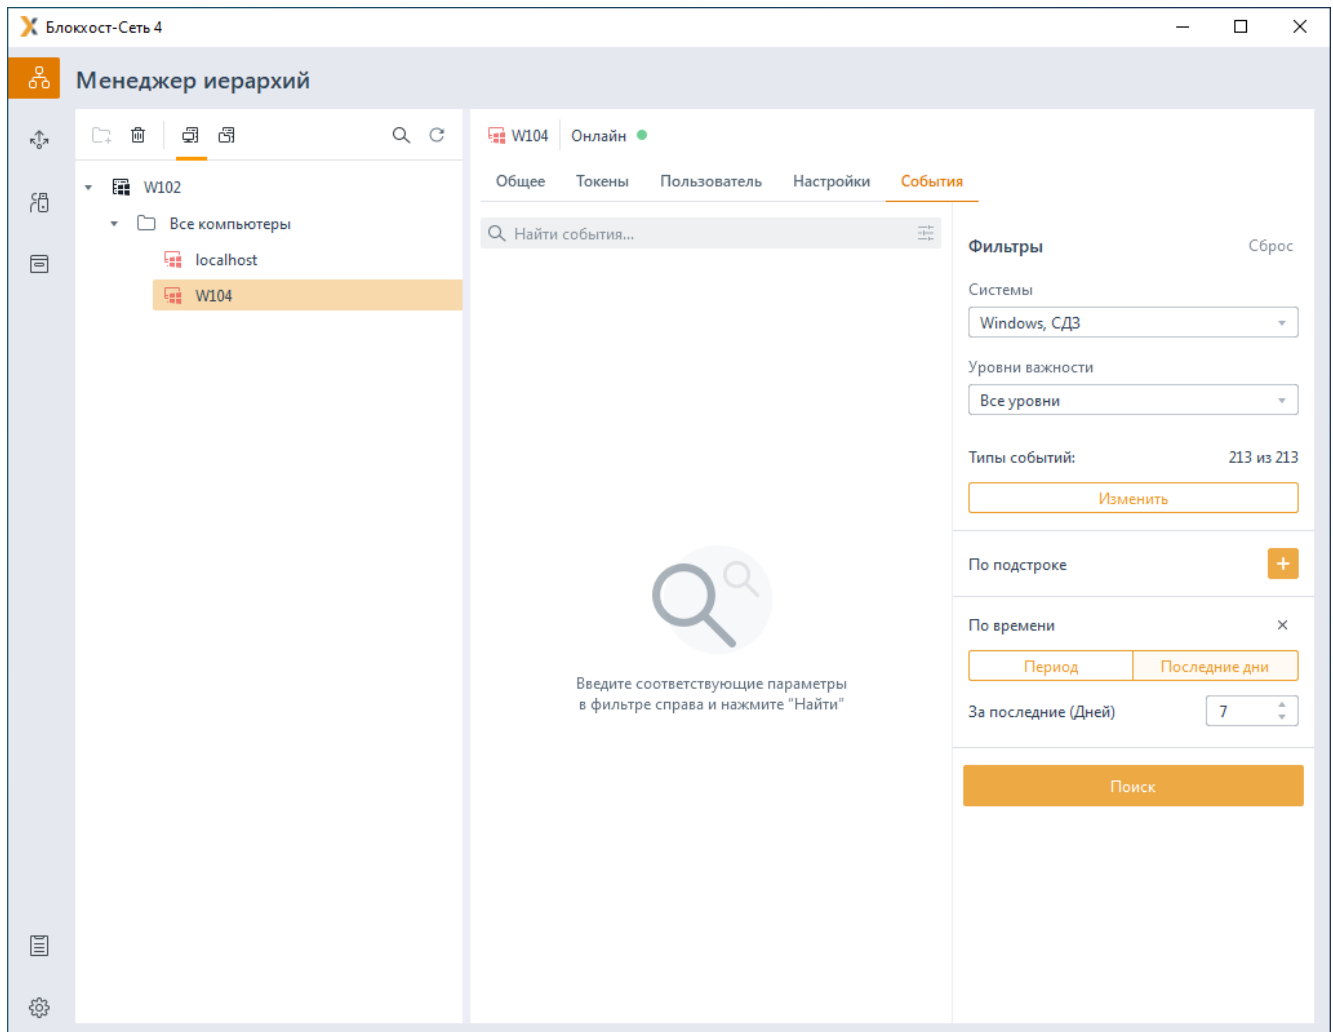 Блокхост-Сеть 4
Менеджер иерархий
W102
Все компьютеры
localhost
W104
W104 Онлайн
Общее Токены Пользователь Настройки События
Найти события...
Введите соответствующие параметры
в фильтре справа и нажмите "Найти"
Фильтры Сброс
Системы
Windows, СДЗ
Уровни важности
Все уровни
Типы событий: 213 из 213
Изменить
По подстроке
По времени
Период Последние дни
За последние (Дней) 7
Поиск